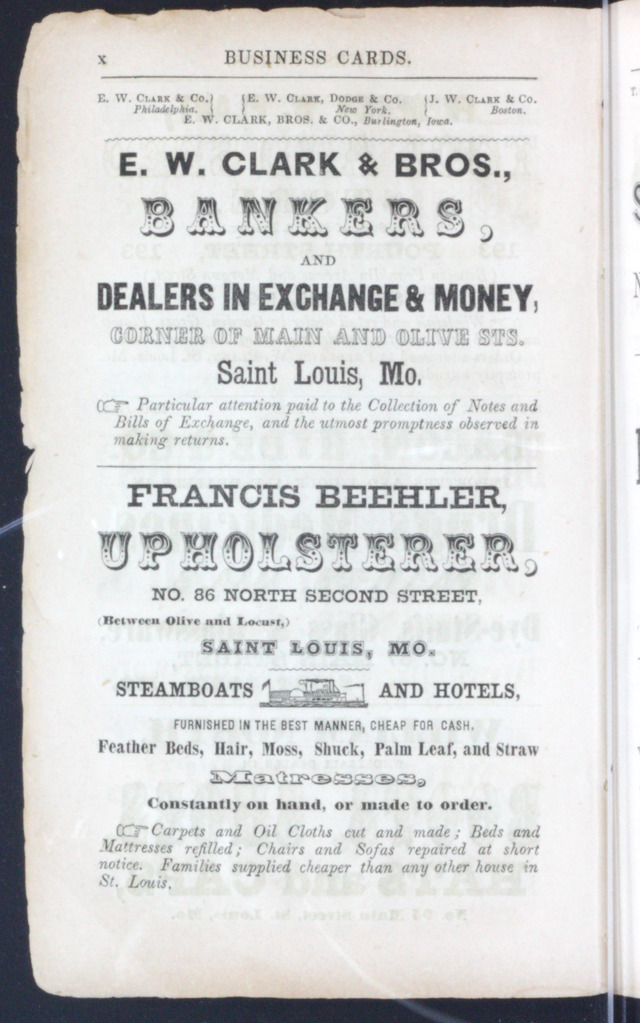 x BUSINESS CARDS.
E. W. CLARK & CO. E. W. CLARK, DODGE & CO. J. W. CLARK & CO.
Philadelphia. New York. Boston.
E. W. CLARK, BROS. & CO., Burlington, Iowa.
E. W. CLARK & BROS.,
BANKERS,
AND
DEALERS IN EXCHANGE & MONEY,
CORNER OF MAIN AND OLIVE STS.
Saint Louis, Mo.
☞ Particular attention paid to the Collection of Notes and
Bills of Exchange, and the utmost promptness observed in
making returns.
FRANCIS BEEHLER,
UPHOLSTERER,
NO. 86 NORTH SECOND STREET,
(Between Olive and Locust,)
SAINT LOUIS, MO.
STEAMBOATS AND HOTELS,
FURNISHED IN THE BEST MANNER, CHEAP FOR CASH.
Feather Beds, Hair, Moss, Shuck, Palm Leaf, and Straw
Matresses,
Constantly on hand, or made to order.
☞ Carpets and Oil Cloths cut and made; Beds and
Mattresses refilled; Chairs and Sofas repaired at short
notice. Families supplied cheaper than any other house in
St. Louis.